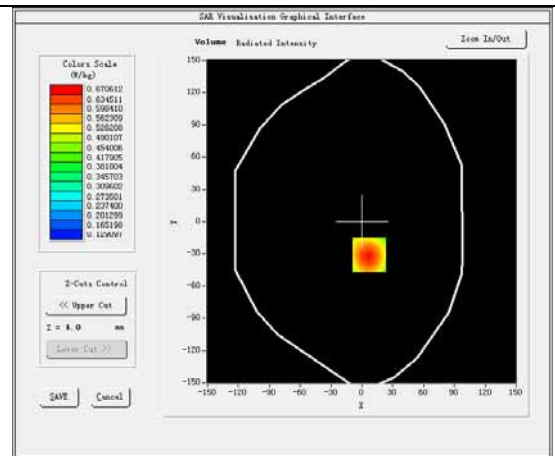 SAR Visualisation Graphical Interface
Volume Radiated Intensity
Zoom In/Out
Colors Scale
(W/kg)
0.670612
0.634511
0.598410
0.562309
0.526208
0.490107
0.454006
0.417905
0.381804
0.345703
0.309602
0.273501
0.237400
0.201299
0.165198
0.129097
Z-Cuts Control
<< Upper Cut
Z = 4.0 mm
Lower Cut >>
SAVE Cancel
150
120
90
60
30
0
-30
-60
-90
-120
-150
Y
-150 -120 -90 -60 -30 0 30 60 90 120 150